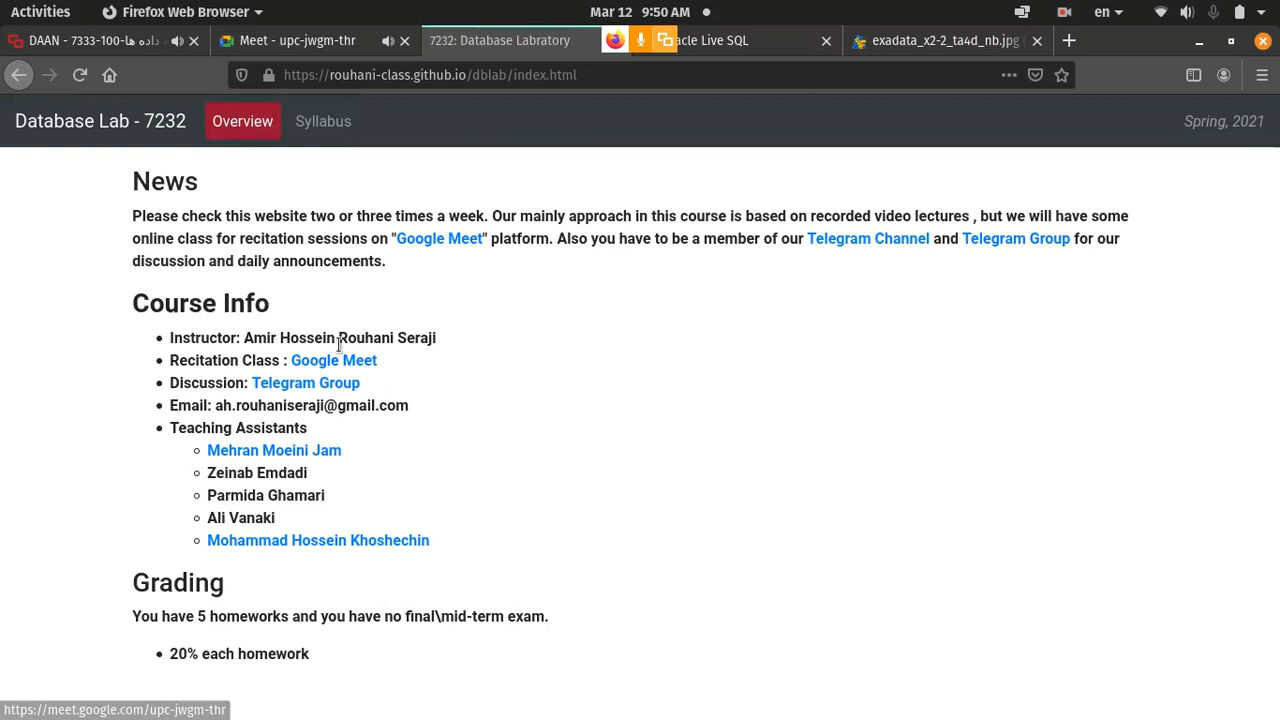 Activities Firefox Web Browser Mar 12 9:50 AM en
DAAN - 7333-100-داده ها Meet - upc-jwgm-thr 7232: Database Labratory acle Live SQL exadata_x2-2_ta4d_nb.jpg (
https://rouhani-class.github.io/dblab/index.html
Database Lab - 7232 Overview Syllabus Spring, 2021
News
Please check this website two or three times a week. Our mainly approach in this course is based on recorded video lectures , but we will have some
online class for recitation sessions on "Google Meet" platform. Also you have to be a member of our Telegram Channel and Telegram Group for our
discussion and daily announcements.
Course Info
• Instructor: Amir Hossein Rouhani Seraji
• Recitation Class : Google Meet
• Discussion: Telegram Group
• Email: ah.rouhaniseraji@gmail.com
• Teaching Assistants
◦ Mehran Moeini Jam
◦ Zeinab Emdadi
◦ Parmida Ghamari
◦ Ali Vanaki
◦ Mohammad Hossein Khoshechin
Grading
You have 5 homeworks and you have no final\mid-term exam.
• 20% each homework
https://meet.google.com/upc-jwgm-thr